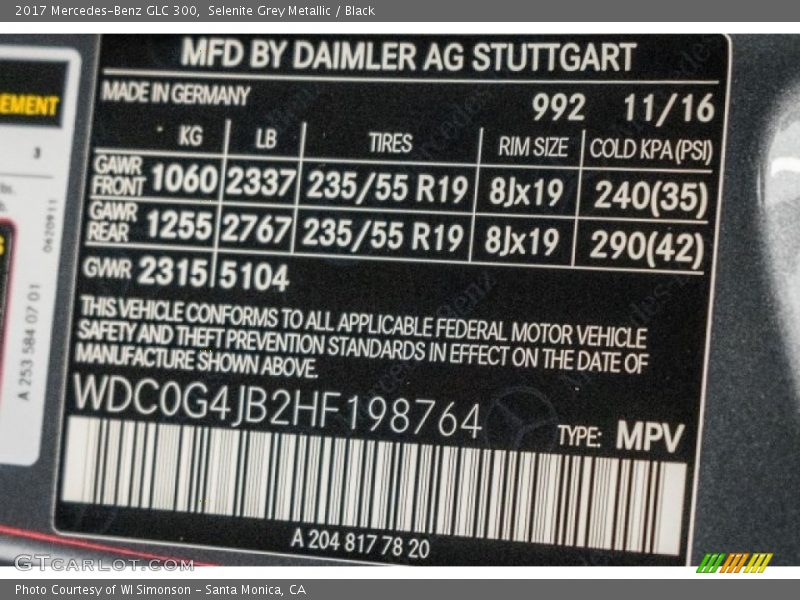 2017 Mercedes-Benz GLC 300,  Selenite Grey Metallic / Black
MFD BY DAIMLER AG STUTTGART
MADE IN GERMANY
992 11/16
KG LB TIRES RIM SIZE COLD KPA(PSI)
GAWR FRONT 1060 2337 235/55 R19 8Jx19 240(35)
GAWR REAR 1255 2767 235/55 R19 8Jx19 290(42)
GWR 2315 5104
THIS VEHICLE CONFORMS TO ALL APPLICABLE FEDERAL MOTOR VEHICLE
SAFETY AND THEFT PREVENTION STANDARDS IN EFFECT ON THE DATE OF
MANUFACTURE SHOWN ABOVE.
WDC0G4JB2HF198764
TYPE: MPV
A 204 817 78 20
EMENT
3
0620911
A 253 584 07 01
GTCARLOT.COM
Photo Courtesy of WI Simonson - Santa Monica, CA